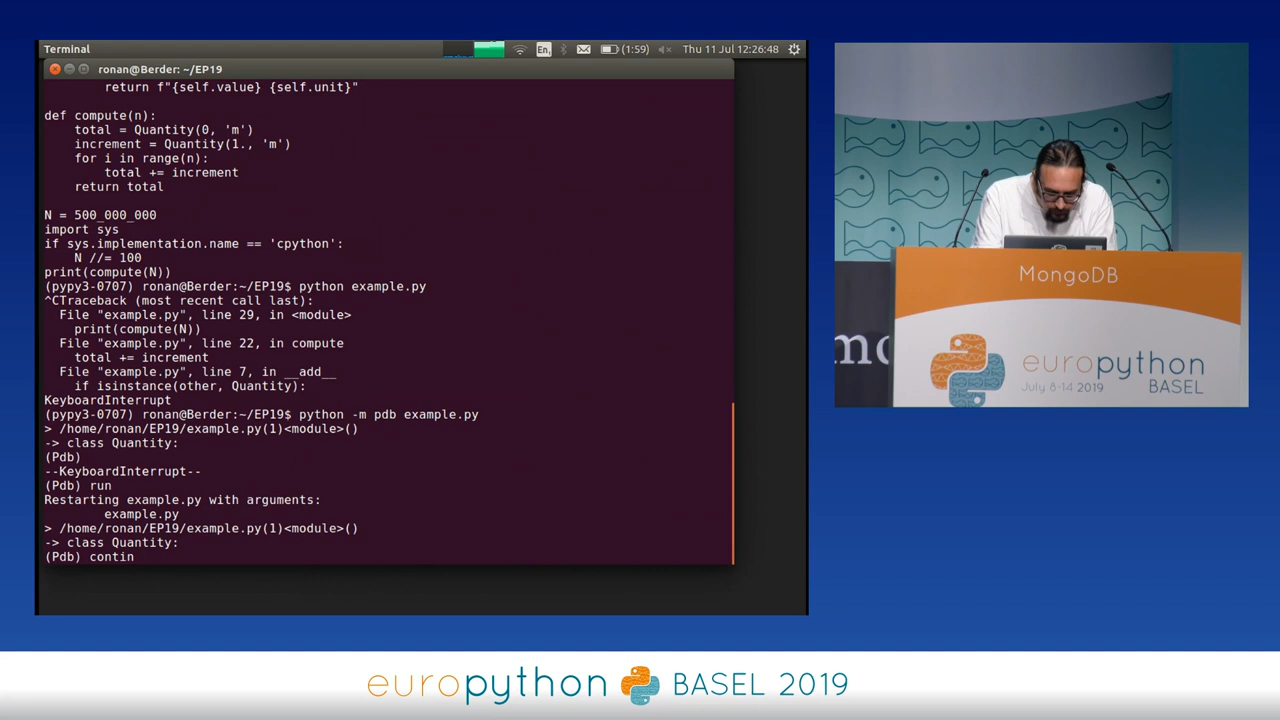 Terminal
En
(1:59)
Thu 11 Jul 12:26:48
ronan@Berder: ~/EP19
return f"{self.value} {self.unit}"
def compute(n):
total = Quantity(0, 'm')
increment = Quantity(1., 'm')
for i in range(n):
total += increment
return total
N = 500_000_000
import sys
if sys.implementation.name == 'cpython':
N //= 100
print(compute(N))
(pypy3-0707) ronan@Berder:~/EP19$ python example.py
^CTraceback (most recent call last):
File "example.py", line 29, in <module>
print(compute(N))
File "example.py", line 22, in compute
total += increment
File "example.py", line 7, in __add__
if isinstance(other, Quantity):
KeyboardInterrupt
(pypy3-0707) ronan@Berder:~/EP19$ python -m pdb example.py
> /home/ronan/EP19/example.py(1)<module>()
-> class Quantity:
(Pdb)
--KeyboardInterrupt--
(Pdb) run
Restarting example.py with arguments:
example.py
> /home/ronan/EP19/example.py(1)<module>()
-> class Quantity:
(Pdb) contin
MongoDB
mo
europython
July 8-14 2019
BASEL
europython BASEL 2019